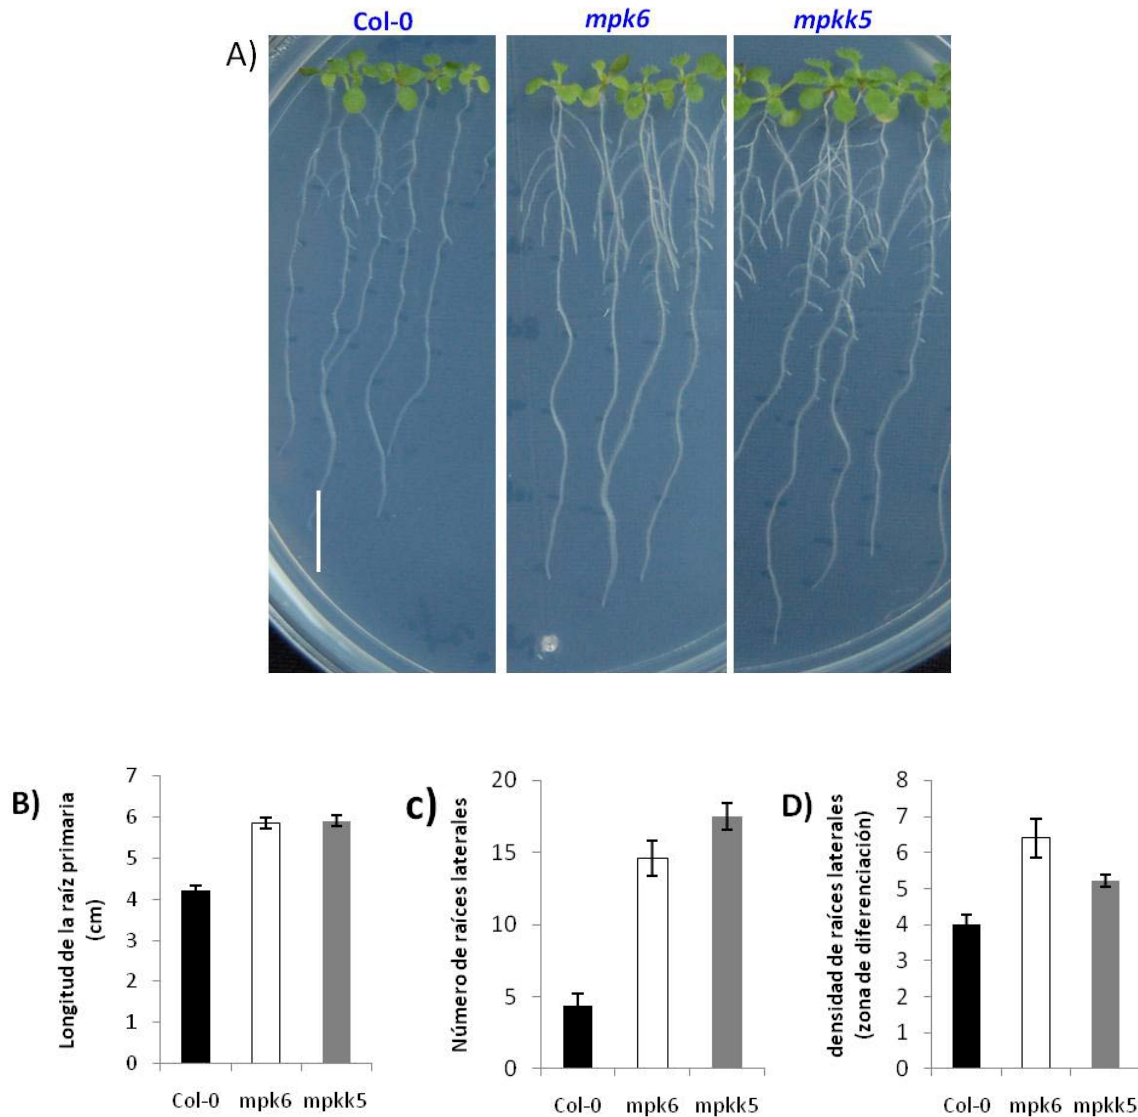 Col-0 mpk6 mpkk5
A)
B)
Longitud de la raíz primaria
(cm)
7
6
5
4
3
2
1
0
Col-0 mpk6 mpkk5
c)
Número de raíces laterales
20
15
10
5
0
Col-0 mpk6 mpkk5
D)
densidad de raíces laterales
(zona de diferenciación)
8
7
6
5
4
3
2
1
0
Col-0 mpk6 mpkk5